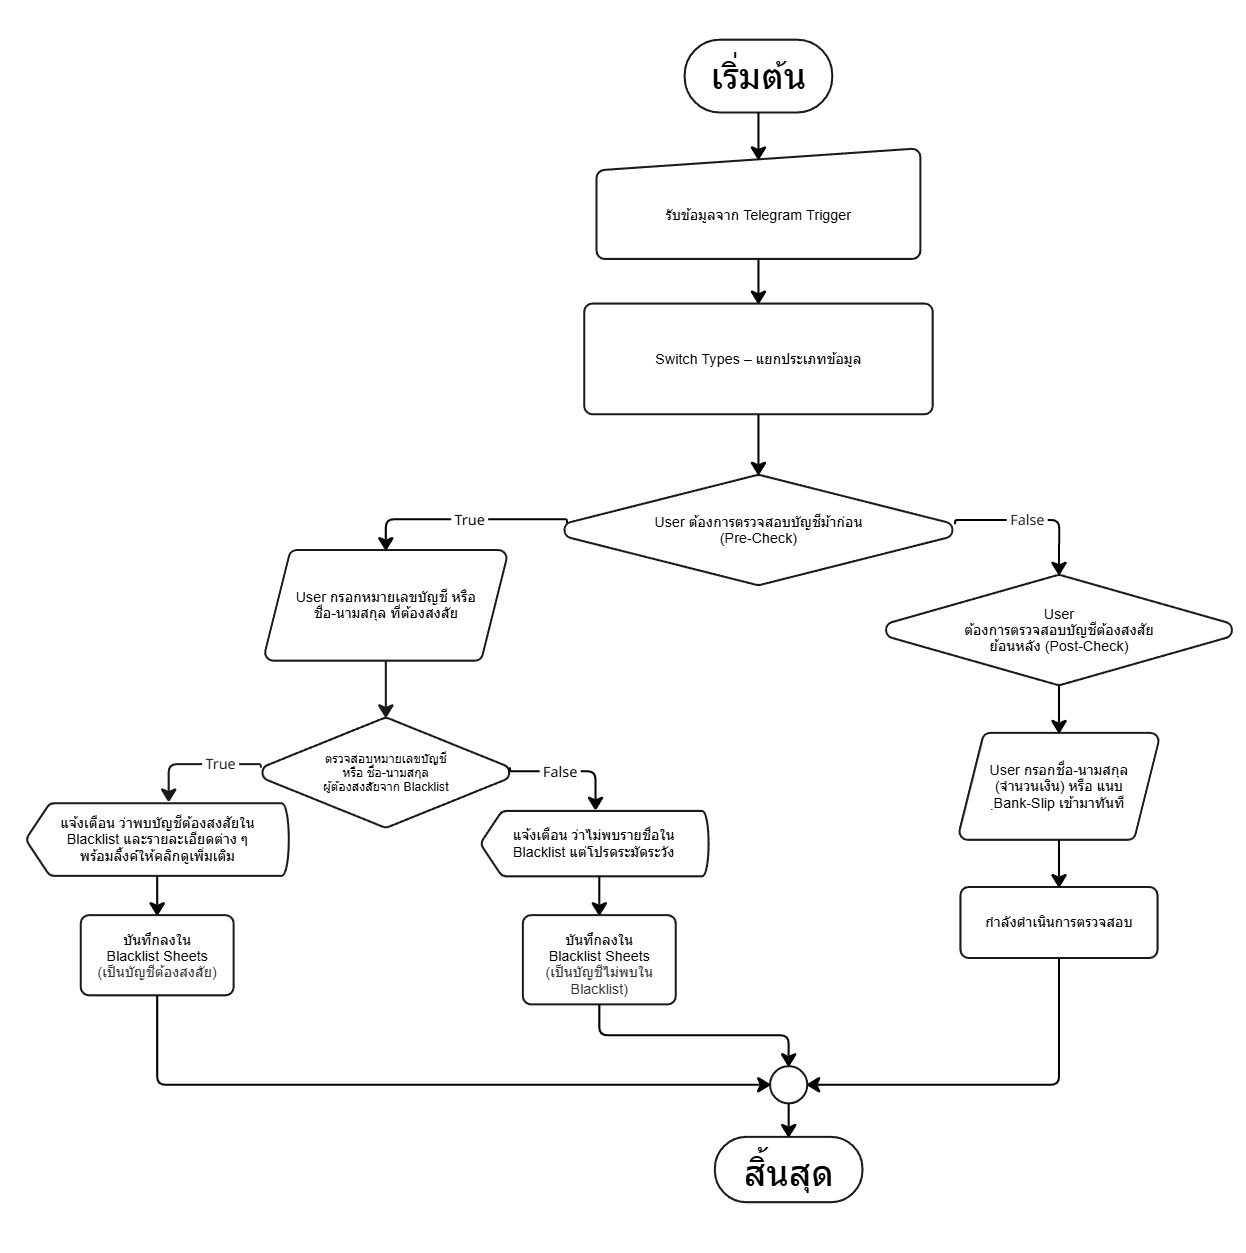 เริ่มต้น
รับข้อมูลจาก Telegram Trigger
Switch Types – แยกประเภทข้อมูล
User ต้องการตรวจสอบบัญชีม้าก่อน
(Pre-Check)
True
False
User กรอกหมายเลขบัญชี หรือ
ชื่อ-นามสกุล ที่ต้องสงสัย
User
ต้องการตรวจสอบบัญชีต้องสงสัย
ย้อนหลัง (Post-Check)
ตรวจสอบหมายเลขบัญชี
หรือ ชื่อ-นามสกุล
ผู้ต้องสงสัยจาก Blacklist
True
False
User กรอกชื่อ-นามสกุล
(จำนวนเงิน) หรือ แนบ
Bank-Slip เข้ามาทันที
แจ้งเตือน ว่าพบบัญชีต้องสงสัยใน
Blacklist และรายละเอียดต่าง ๆ
พร้อมลิ้งค์ให้คลิกดูเพิ่มเติม
แจ้งเตือน ว่าไม่พบรายชื่อใน
Blacklist แต่โปรดระมัดระวัง
บันทึกลงใน
Blacklist Sheets
(เป็นบัญชีต้องสงสัย)
บันทึกลงใน
Blacklist Sheets
(เป็นบัญชีไม่พบใน
Blacklist)
กำลังดำเนินการตรวจสอบ
สิ้นสุด